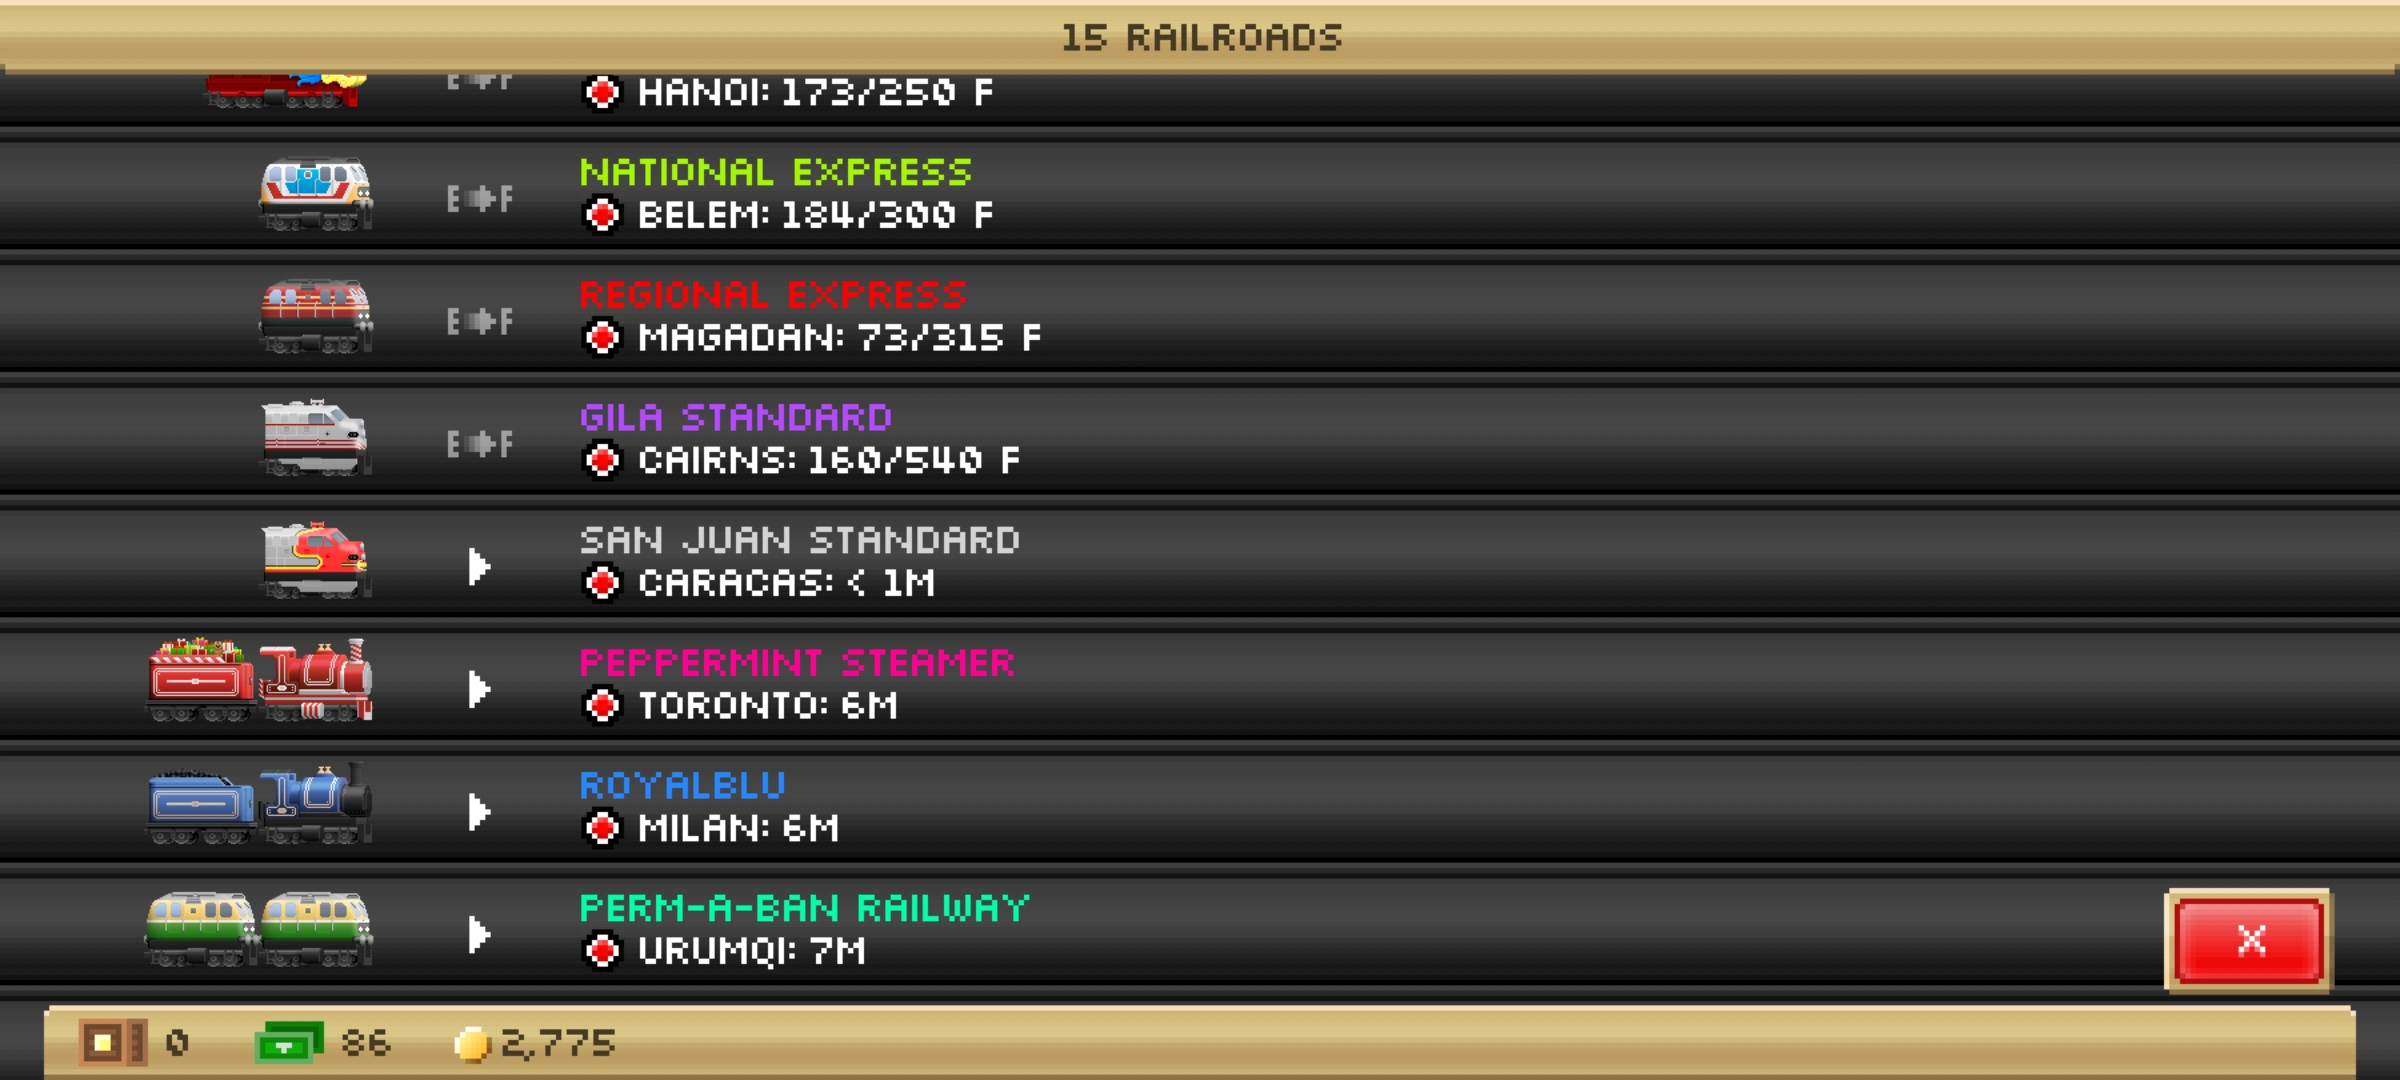 15 RAILROADS
E F
HANOI: 173/250 F
NATIONAL EXPRESS
E F
BELEM: 184/300 F
REGIONAL EXPRESS
E F
MAGADAN: 73/315 F
GILA STANDARD
E F
CAIRNS: 160/540 F
SAN JUAN STANDARD
CARACAS: < 1M
PEPPERMINT STEAMER
TORONTO: 6M
ROYALBLU
MILAN: 6M
PERM-A-BAN RAILWAY
URUMQI: 7M
X
0 86 2,775